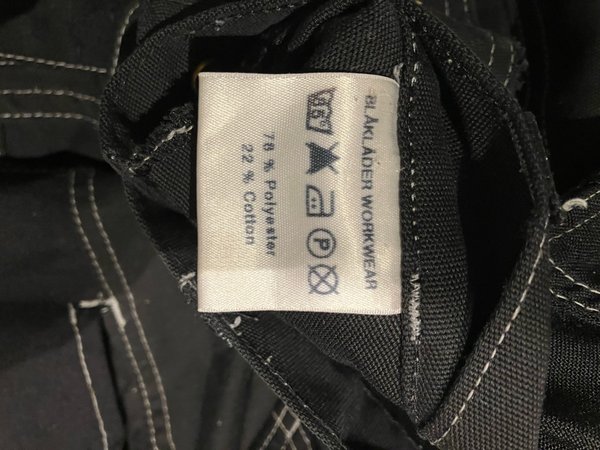 BLÅKLÄDER WORKWEAR
P
78 % Polyester
22 % Cotton